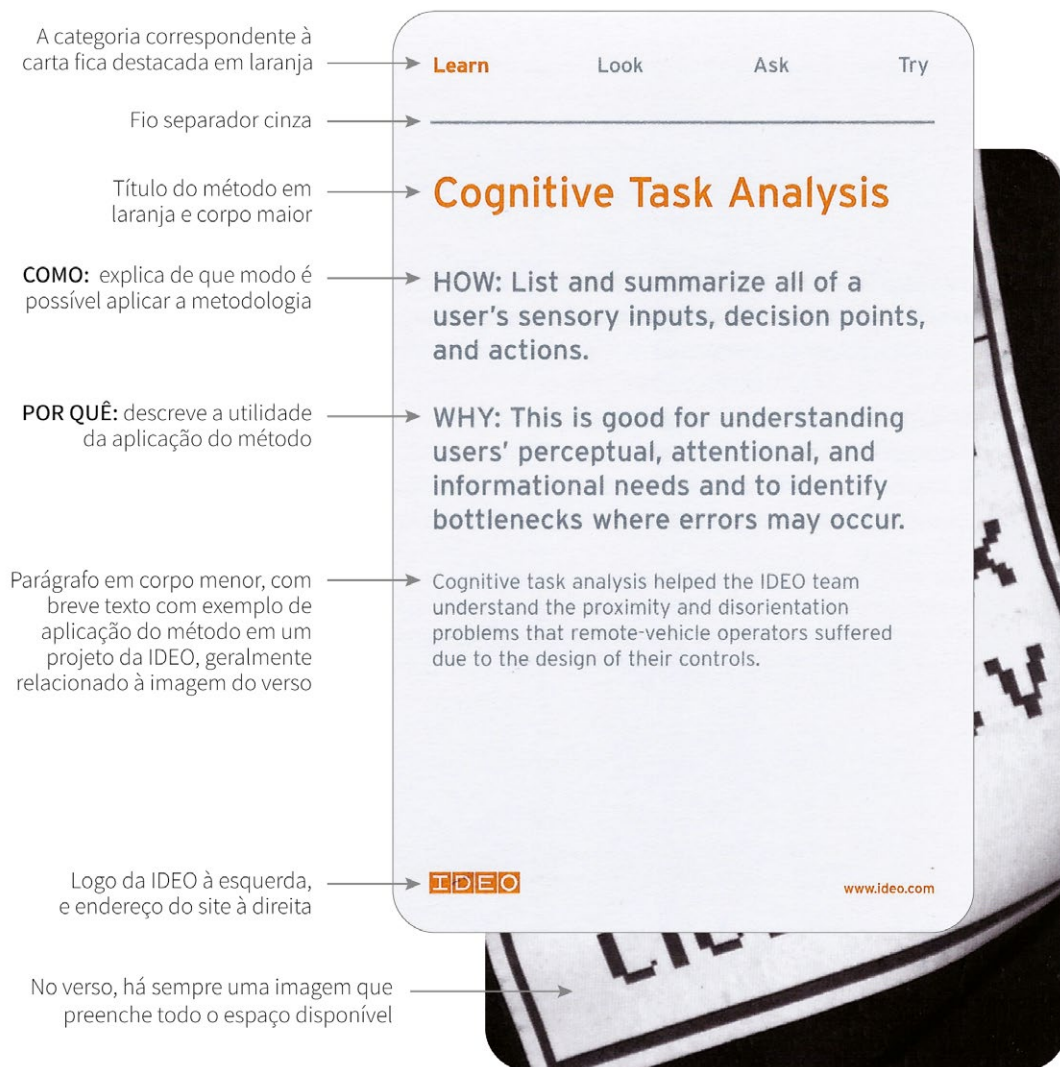 A categoria correspondente à
carta fica destacada em laranja
Learn Look Ask Try
Fio separador cinza
Título do método em
laranja e corpo maior
Cognitive Task Analysis
COMO: explica de que modo é
possível aplicar a metodologia
HOW: List and summarize all of a
user's sensory inputs, decision points,
and actions.
POR QUÊ: descreve a utilidade
da aplicação do método
WHY: This is good for understanding
users' perceptual, attentional, and
informational needs and to identify
bottlenecks where errors may occur.
Parágrafo em corpo menor, com
breve texto com exemplo de
aplicação do método em um
projeto da IDEO, geralmente
relacionado à imagem do verso
Cognitive task analysis helped the IDEO team
understand the proximity and disorientation
problems that remote-vehicle operators suffered
due to the design of their controls.
Logo da IDEO à esquerda,
e endereço do site à direita
IDEO www.ideo.com
No verso, há sempre uma imagem que
preenche todo o espaço disponível